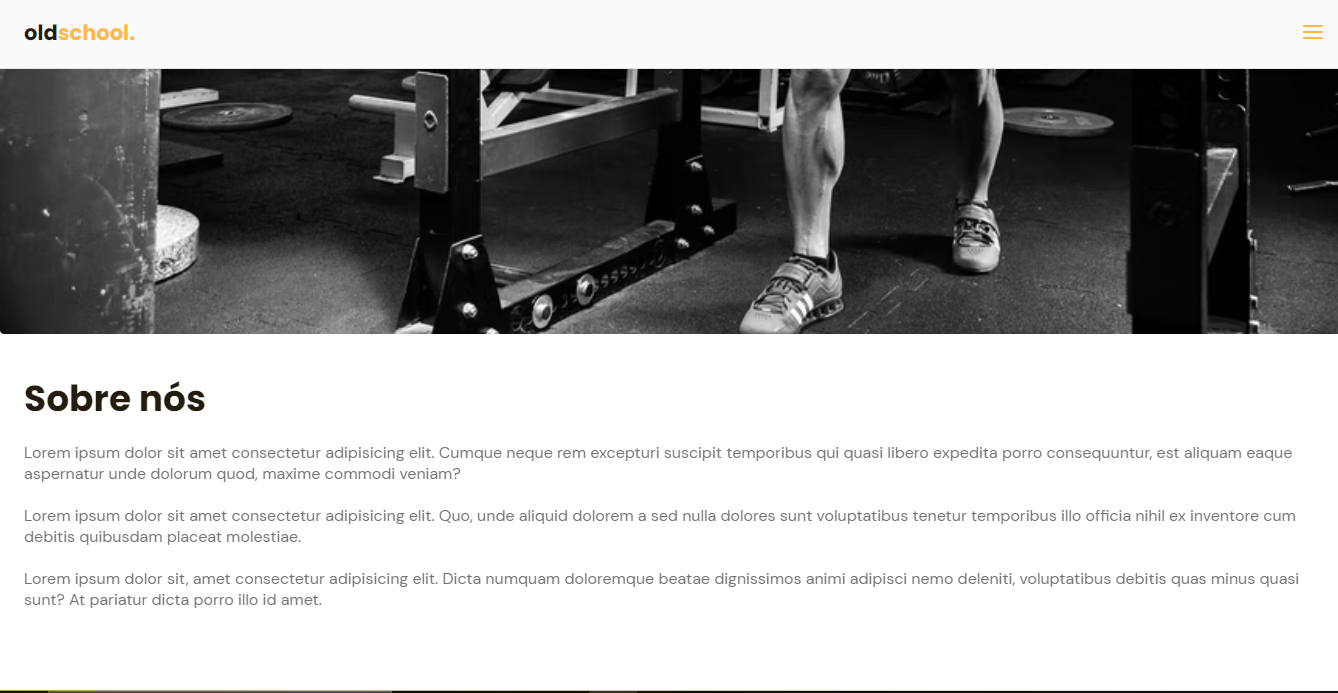 oldschool.
Sobre nós
Lorem ipsum dolor sit amet consectetur adipisicing elit. Cumque neque rem excepturi suscipit temporibus qui quasi libero expedita porro consequuntur, est aliquam eaque
aspernatur unde dolorum quod, maxime commodi veniam?
Lorem ipsum dolor sit amet consectetur adipisicing elit. Quo, unde aliquid dolorem a sed nulla dolores sunt voluptatibus tenetur temporibus illo officia nihil ex inventore cum
debitis quibusdam placeat molestiae.
Lorem ipsum dolor sit, amet consectetur adipisicing elit. Dicta numquam doloremque beatae dignissimos animi adipisci nemo deleniti, voluptatibus debitis quas minus quasi
sunt? At pariatur dicta porro illo id amet.